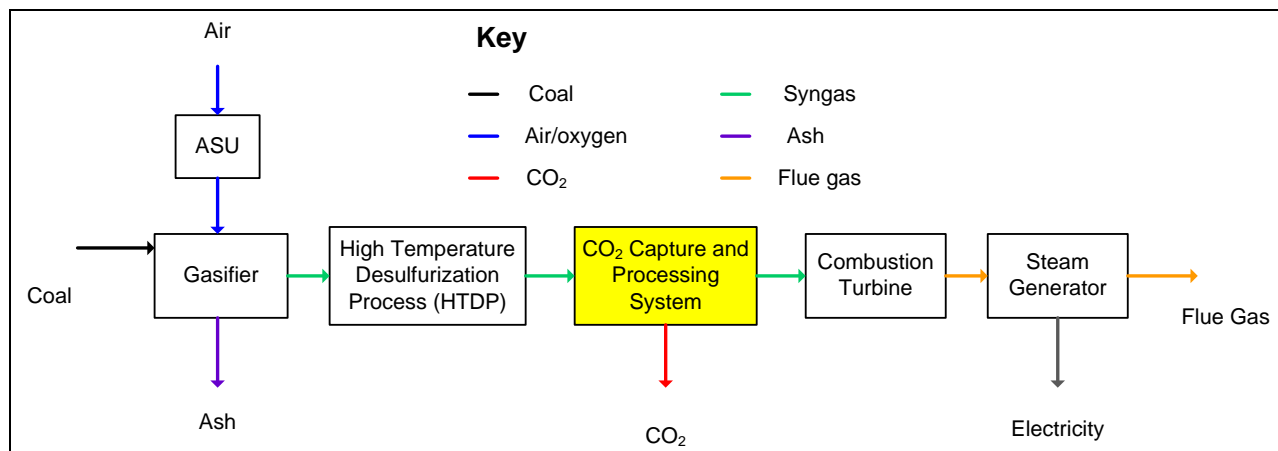 Air
Key
Coal
Syngas
Air/oxygen
Ash
CO₂
Flue gas
ASU
Coal
Gasifier
High Temperature
Desulfurization
Process (HTDP)
CO₂ Capture and
Processing
System
Combustion
Turbine
Steam
Generator
Flue Gas
Ash
CO₂
Electricity